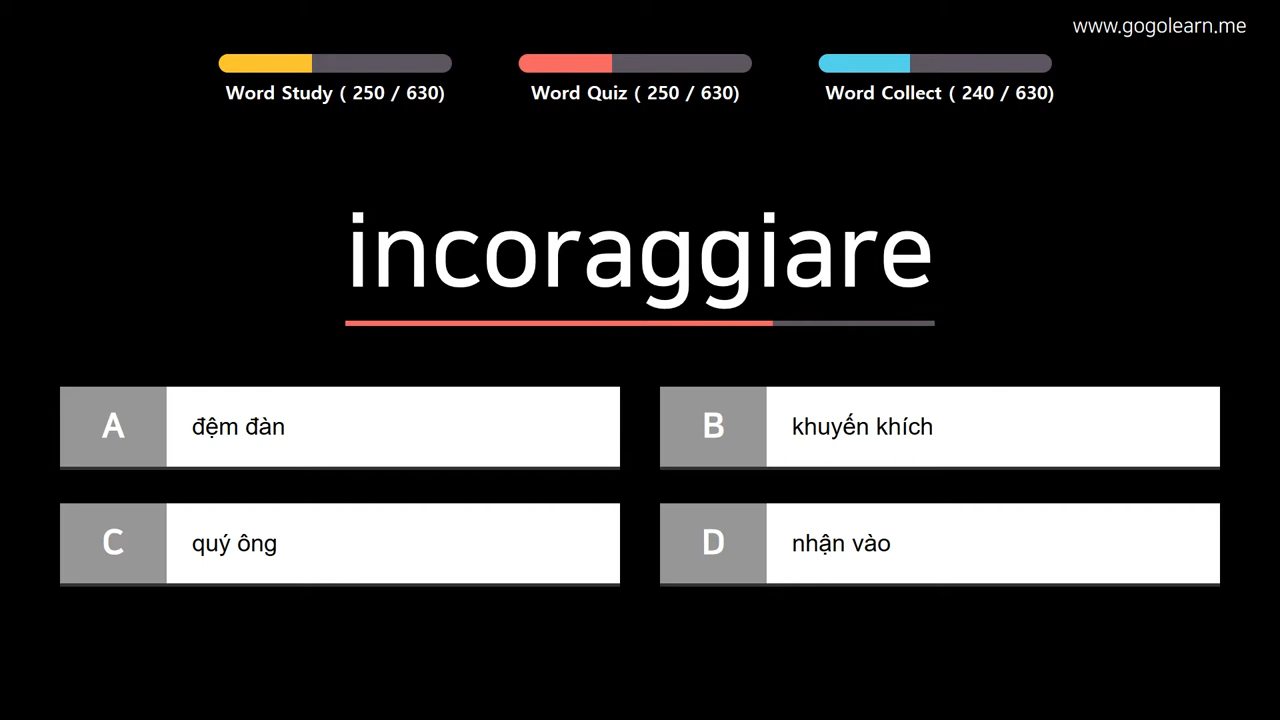 www.gogolearn.me
Word Study ( 250 / 630)
Word Quiz ( 250 / 630)
Word Collect ( 240 / 630)
incoraggiare
A
đệm đàn
B
khuyến khích
C
quý ông
D
nhận vào